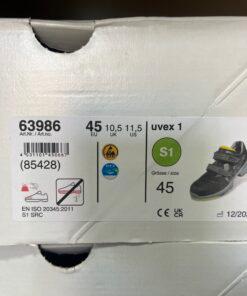 63986
Art.Nr. / Art.no.
45 10,5 11,5
EU UK US
uvex 1
S1
(85428)
Grösse / size
45
EN ISO 20345:2011
S1 SRC
CE UK CA
12/20